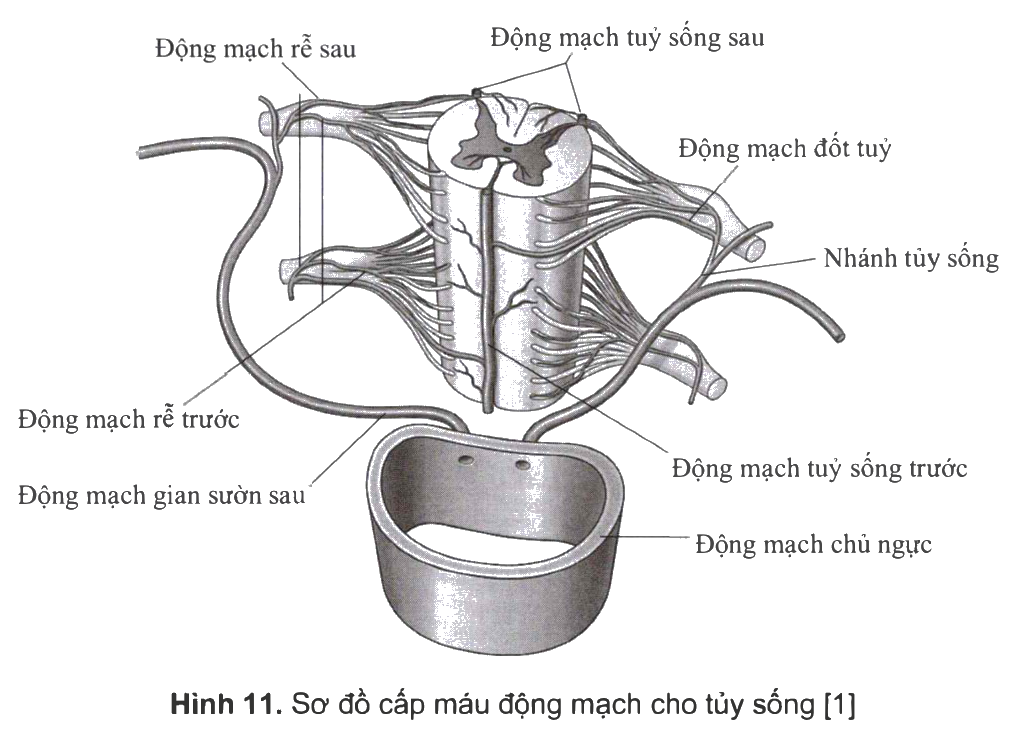 Động mạch tuỷ sống sau
Động mạch rễ sau
Động mạch đốt tuỷ
Nhánh tủy sống
Động mạch rễ trước
Động mạch tuỷ sống trước
Động mạch gian sườn sau
Động mạch chủ ngực
Hình 11. Sơ đồ cấp máu động mạch cho tủy sống [1]